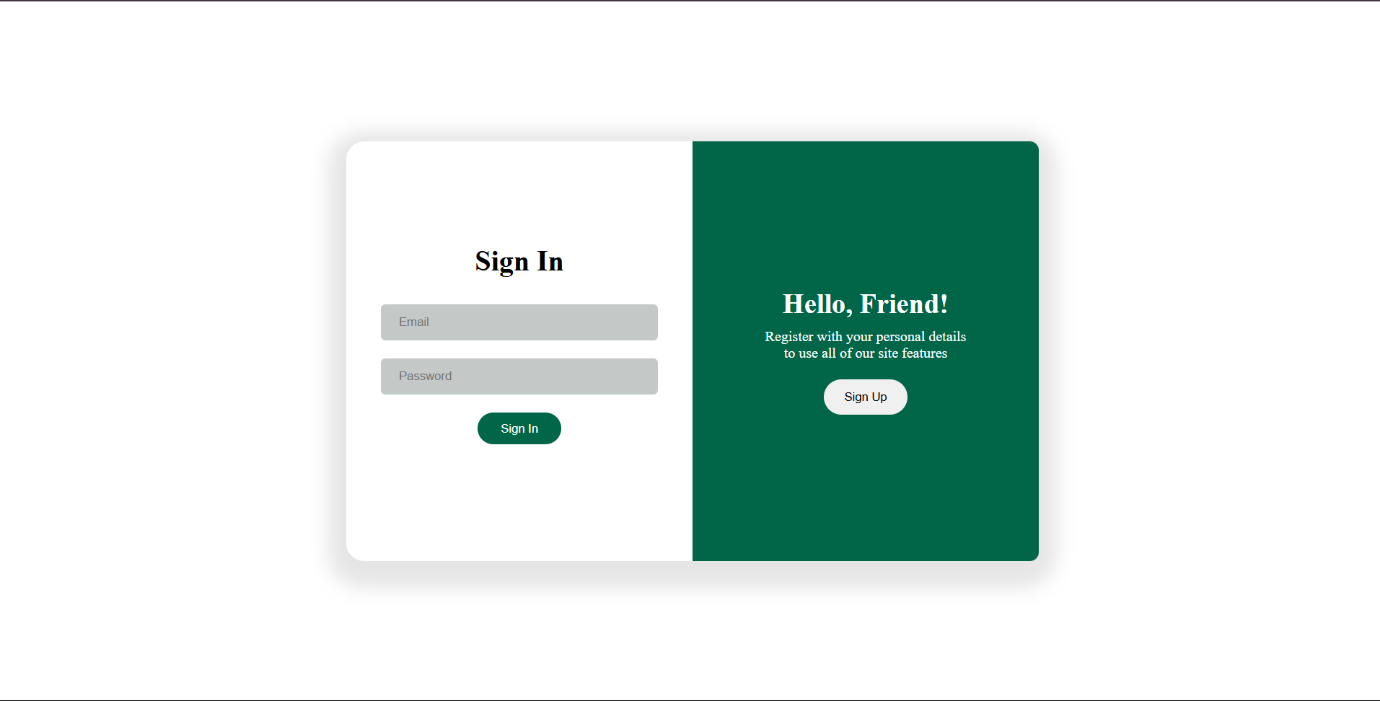 Sign In
Email
Password
Sign In
Hello, Friend!
Register with your personal details
to use all of our site features
Sign Up